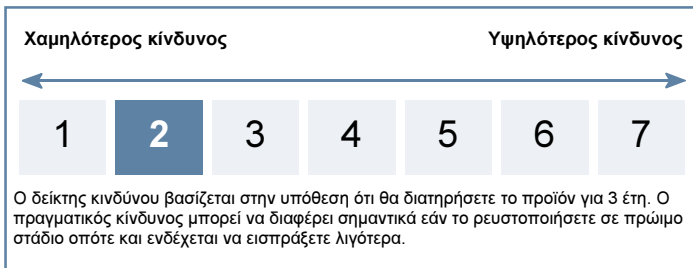 Χαμηλότερος κίνδυνος Υψηλότερος κίνδυνος
1 2 3 4 5 6 7
Ο δείκτης κινδύνου βασίζεται στην υπόθεση ότι θα διατηρήσετε το προϊόν για 3 έτη. Ο
πραγματικός κίνδυνος μπορεί να διαφέρει σημαντικά εάν το ρευστοποιήσετε σε πρώιμο
στάδιο οπότε και ενδέχεται να εισπράξετε λιγότερα.